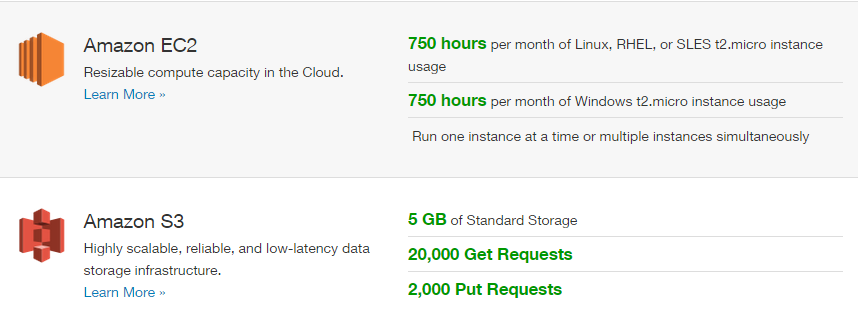 Amazon EC2
Resizable compute capacity in the Cloud.
Learn More »
750 hours per month of Linux, RHEL, or SLES t2.micro instance
usage
750 hours per month of Windows t2.micro instance usage
Run one instance at a time or multiple instances simultaneously
Amazon S3
Highly scalable, reliable, and low-latency data
storage infrastructure.
Learn More »
5 GB of Standard Storage
20,000 Get Requests
2,000 Put Requests